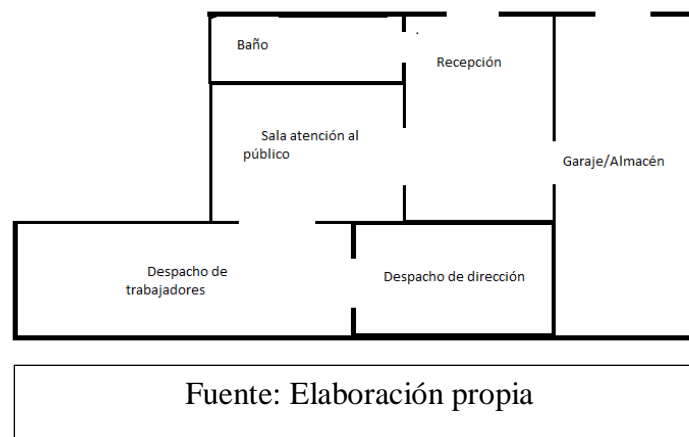 Baño
Recepción
Sala atención al
público
Garaje/Almacén
Despacho de
trabajadores
Despacho de dirección
Fuente: Elaboración propia